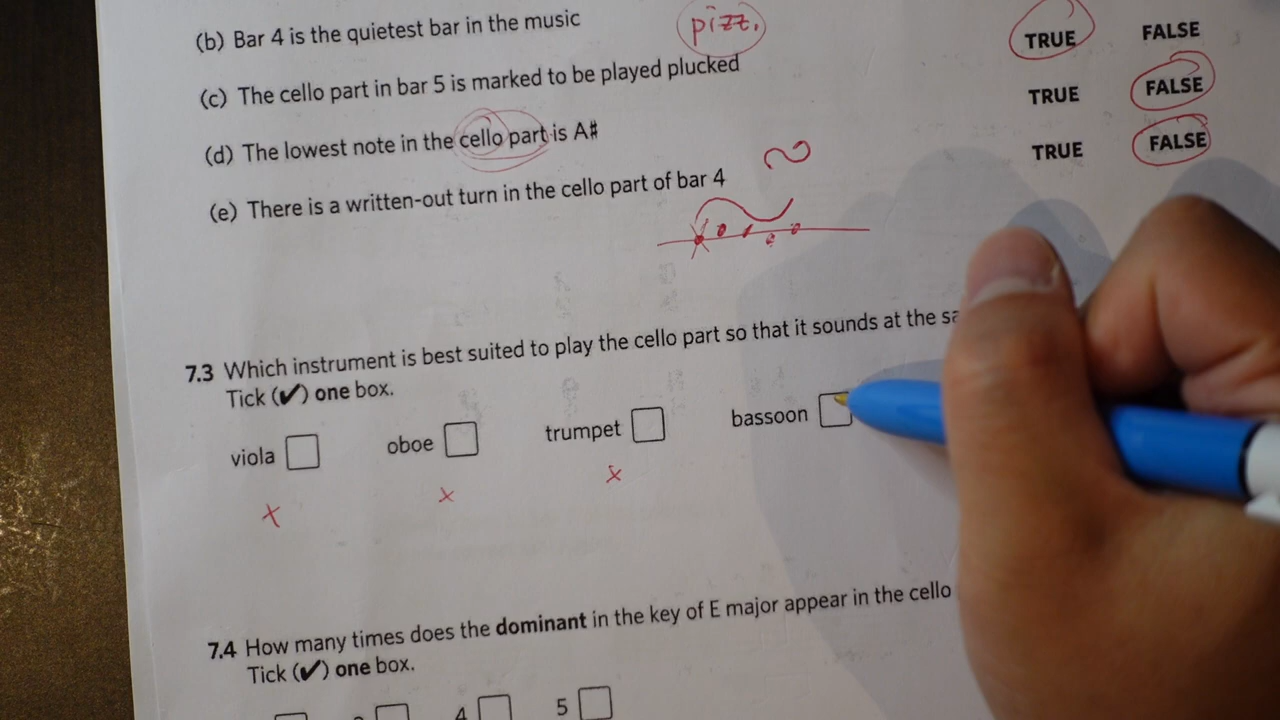 (b) Bar 4 is the quietest bar in the music
pizz.
TRUE FALSE
(c) The cello part in bar 5 is marked to be played plucked
TRUE FALSE
(d) The lowest note in the cello part is A#
TRUE FALSE
(e) There is a written-out turn in the cello part of bar 4
7.3 Which instrument is best suited to play the cello part so that it sounds at the
Tick (✔) one box.
viola oboe trumpet bassoon
x x x
7.4 How many times does the dominant in the key of E major appear in the cello
Tick (✔) one box.
4 5